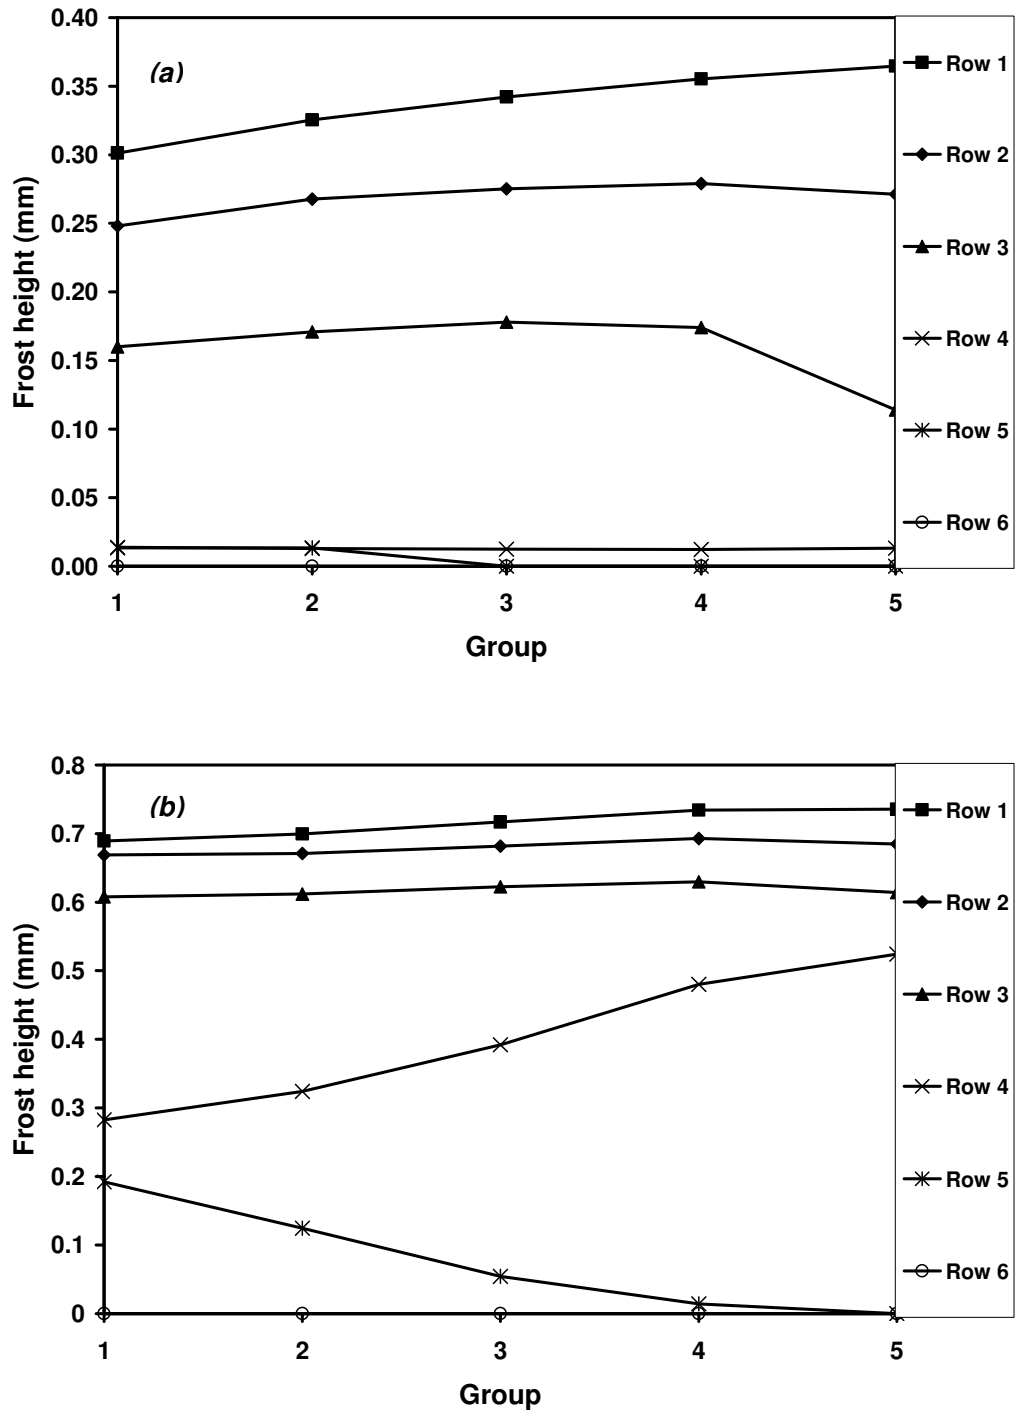 0.40
(a)
Row 1
0.35
0.30
Row 2
0.25
Row 3
0.20
Frost height (mm)
0.15
Row 4
0.10
Row 5
0.05
Row 6
0.00
1 2 3 4 5
Group
0.8
(b)
Row 1
0.7
Row 2
0.6
Row 3
0.5
Frost height (mm)
0.4
Row 4
0.3
Row 5
0.2
0.1
Row 6
0
1 2 3 4 5
Group